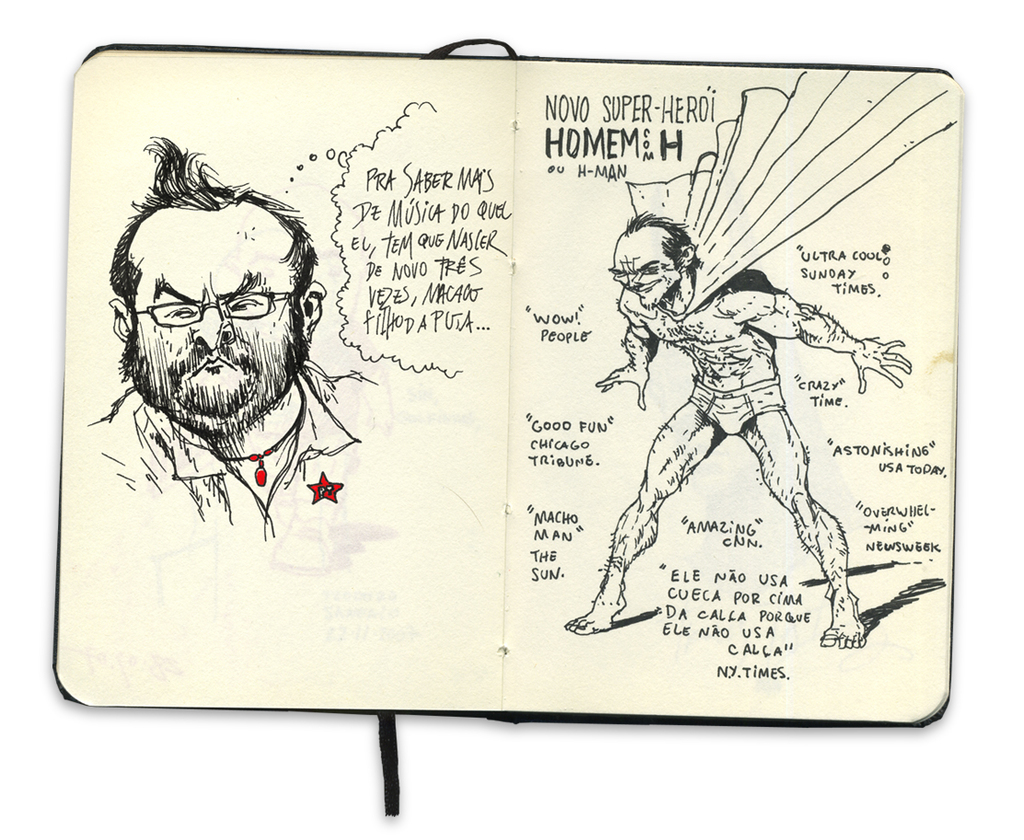 PRA SABER MAIS
DE MÚSICA DO QUE
EU, TEM QUE NASCER
DE NOVO TRÊS
VEZES, MACACO
FILHO DA PUTA...
NOVO SUPER-HERÓI
HOMEM COM H
OU H-MAN
"ULTRA COOL"
SUNDAY
TIMES.
"WOW!"
PEOPLE
"CRAZY"
TIME.
"GOOD FUN"
CHICAGO
TRIBUNE.
"ASTONISHING"
USA TODAY.
"MACHO
MAN"
THE
SUN.
"AMAZING"
CNN.
"OVERWHEL-
MING"
NEWSWEEK
"ELE NÃO USA
CUECA POR CIMA
DA CALÇA PORQUE
ELE NÃO USA
CALÇA"
N.Y. TIMES.